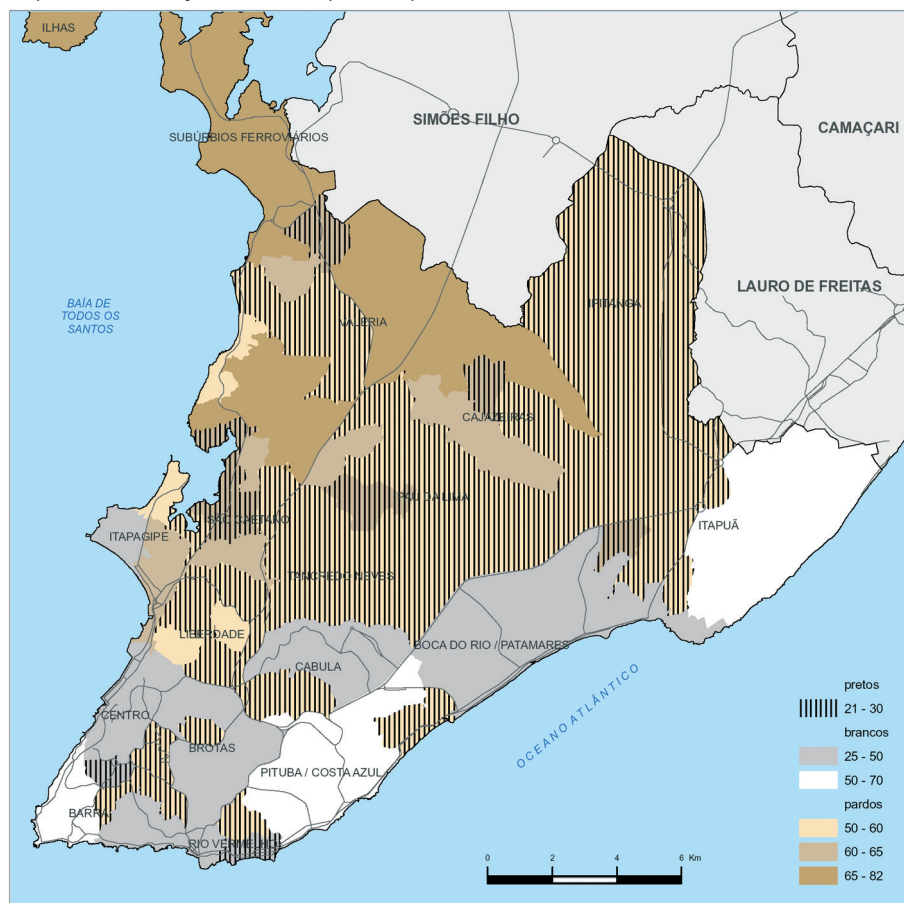 ILHAS
SIMÕES FILHO
CAMAÇARI
SUBÚRBIOS FERROVIÁRIOS
LAURO DE FREITAS
BAÍA DE
TODOS OS
SANTOS
IPITANGA
VALÉRIA
CAJAZEIRAS
PAU DA LIMA
SÃO CAETANO
ITAPUÃ
ITAPAGIPE
TANCREDO NEVES
LIBERDADE
BOCA DO RIO / PATAMARES
CABULA
OCEANO ATLÂNTICO
CENTRO
BROTAS
PITUBA / COSTA AZUL
BARRA
RIO VERMELHO
pretos
21 - 30
brancos
25 - 50
50 - 70
pardos
50 - 60
60 - 65
65 - 82
0 2 4 6 Km